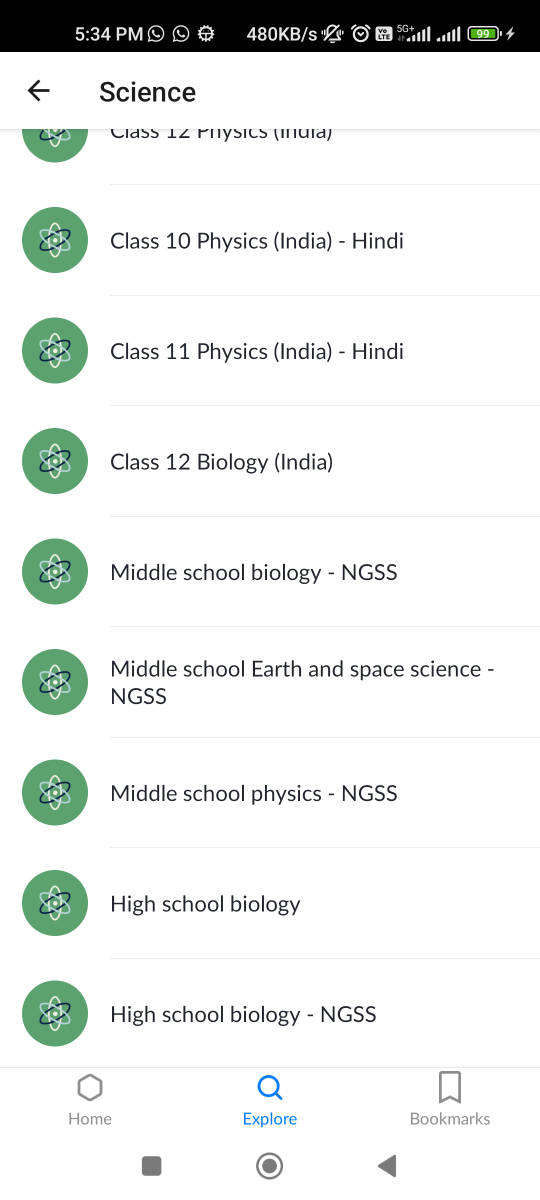 5:34 PM 480KB/s Vo LTE 5G+ 99
Science
Class 12 Physics (India)
Class 10 Physics (India) - Hindi
Class 11 Physics (India) - Hindi
Class 12 Biology (India)
Middle school biology - NGSS
Middle school Earth and space science -
NGSS
Middle school physics - NGSS
High school biology
High school biology - NGSS
Home Explore Bookmarks